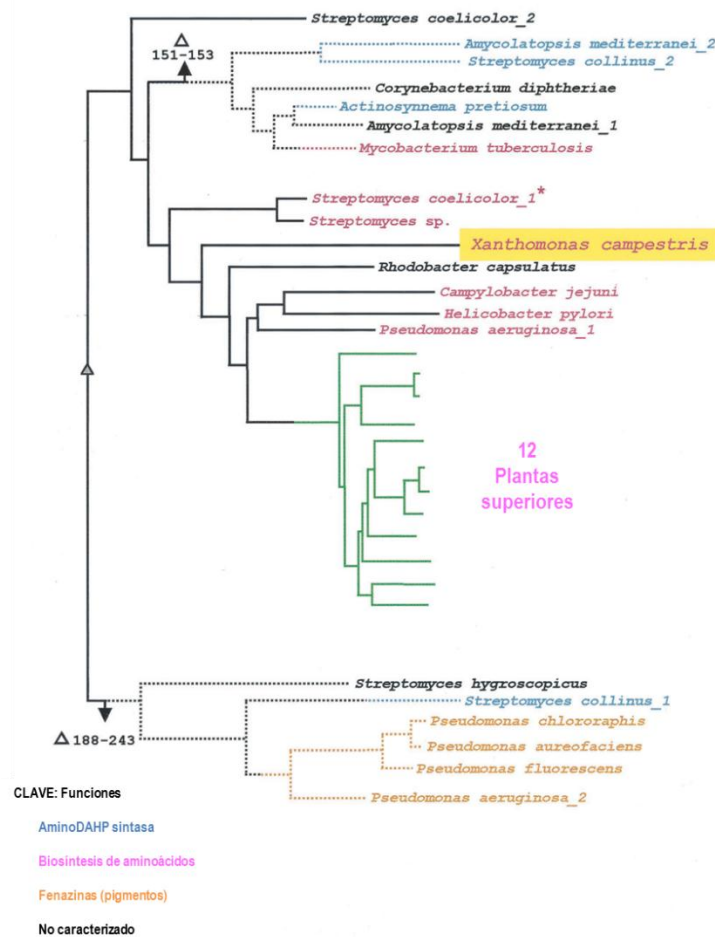 Streptomyces coelicolor_2
Δ
151-153
Amycolatopsis mediterranei_2
Streptomyces collinus_2
Corynebacterium diphtheriae
Actinosynnema pretiosum
Amycolatopsis mediterranei_1
Mycobacterium tuberculosis
Streptomyces coelicolor_1*
Streptomyces sp.
Xanthomonas campestris
Rhodobacter capsulatus
Campylobacter jejuni
Helicobacter pylori
Pseudomonas aeruginosa_1
12
Plantas
superiores
Streptomyces hygroscopicus
Streptomyces collinus_1
Δ 188-243
Pseudomonas chlororaphis
Pseudomonas aureofaciens
Pseudomonas fluorescens
Pseudomonas aeruginosa_2
CLAVE: Funciones
AminoDAHP sintasa
Biosintesis de aminoàcidos
Fenazinas (pigmentos)
No caracterizado